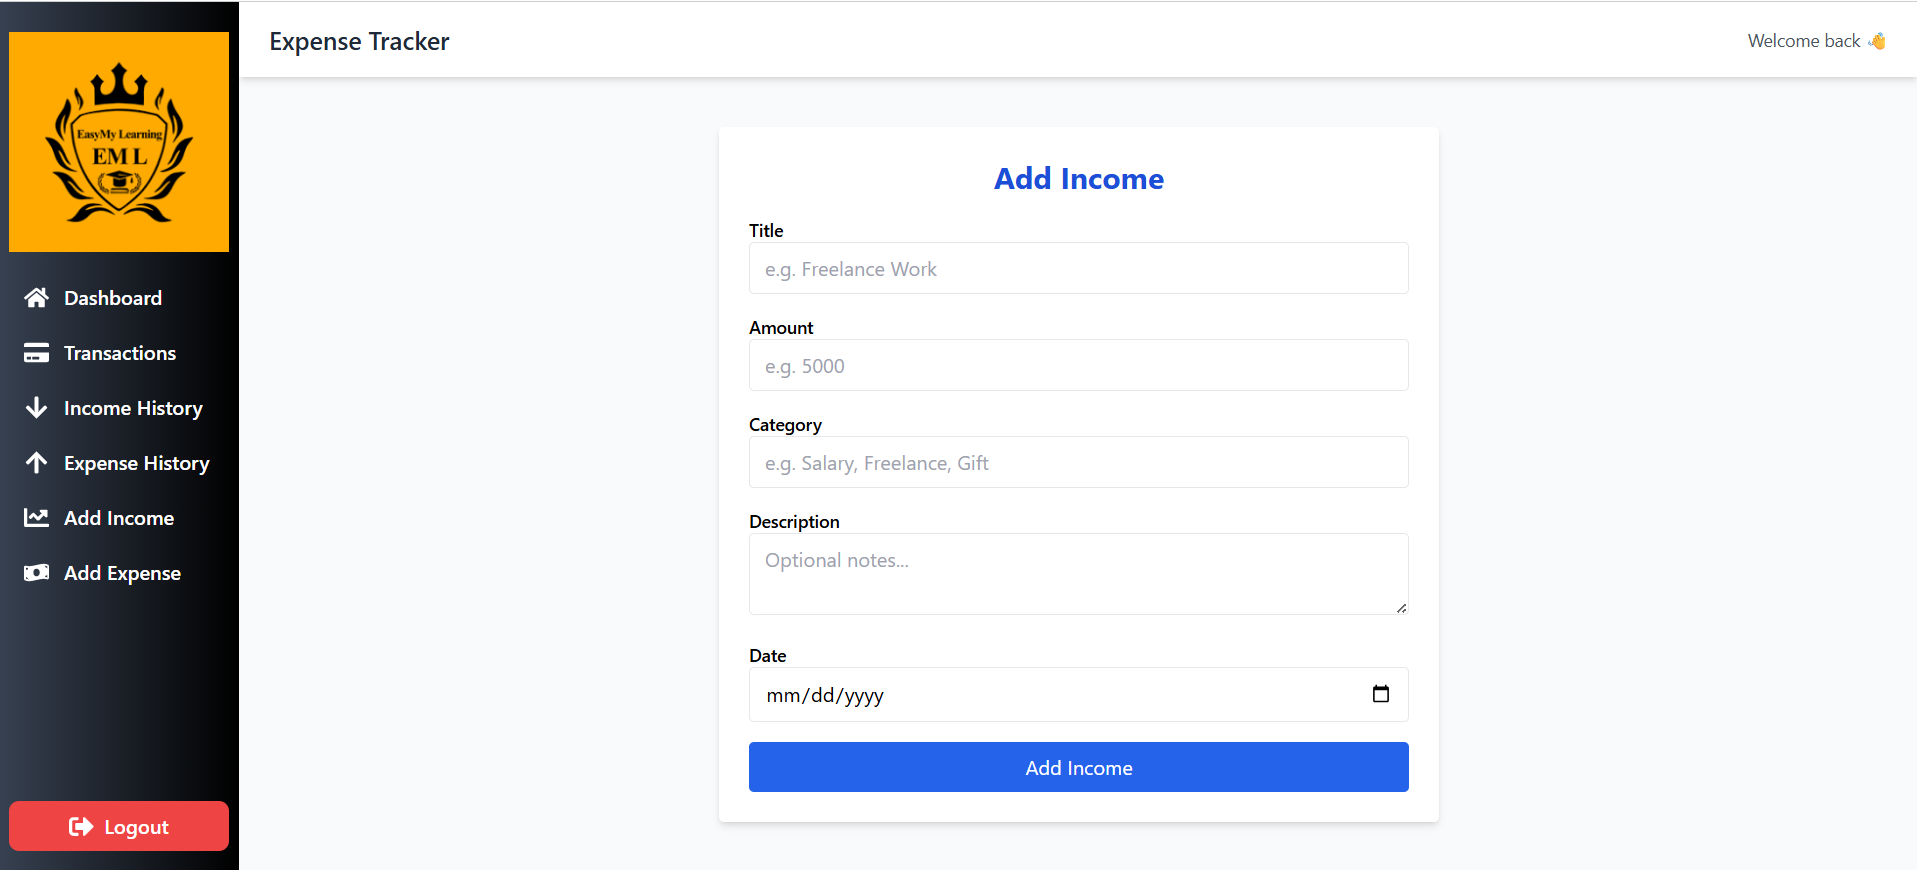 EasyMy Learning
EML
Dashboard
Transactions
Income History
Expense History
Add Income
Add Expense
Logout
Expense Tracker
Welcome back 👋
Add Income
Title
e.g. Freelance Work
Amount
e.g. 5000
Category
e.g. Salary, Freelance, Gift
Description
Optional notes...
Date
mm/dd/yyyy
Add Income